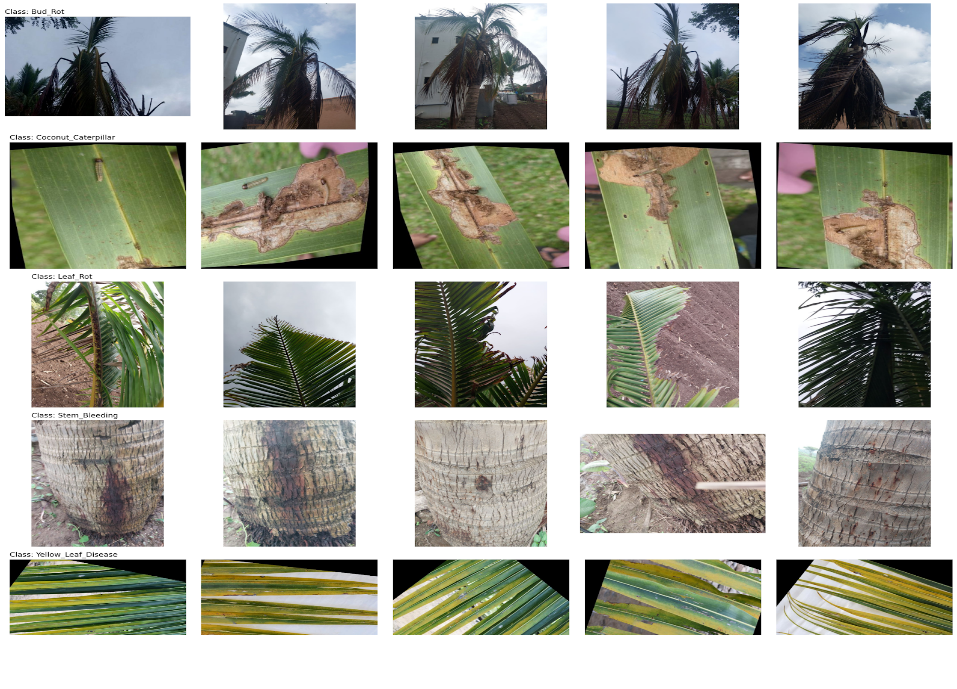 Class: Bud_Rot
Class: Coconut_Caterpillar
Class: Leaf_Rot
Class: Stem_Bleeding
Class: Yellow_Leaf_Disease